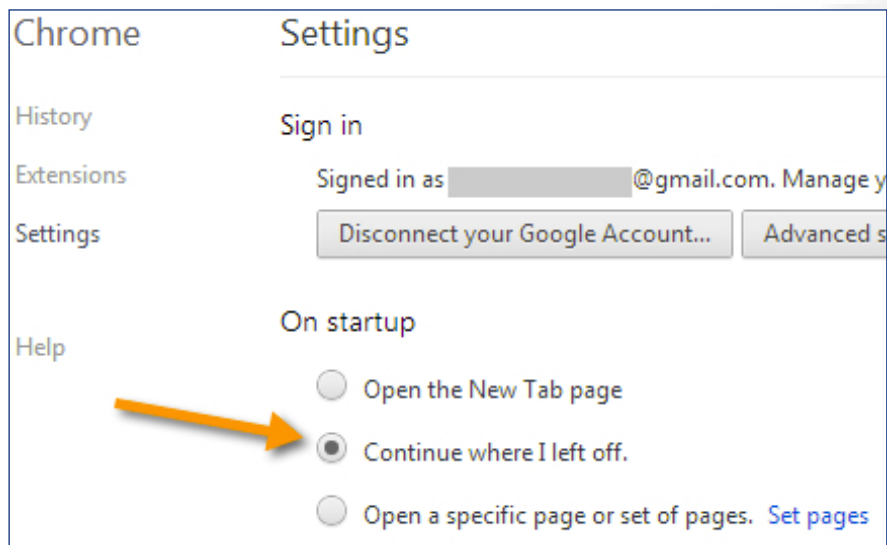 Chrome
Settings
History
Extensions
Settings
Help
Sign in
Signed in as @gmail.com. Manage y
Disconnect your Google Account...
Advanced s
On startup
Open the New Tab page
Continue where I left off.
Open a specific page or set of pages. Set pages